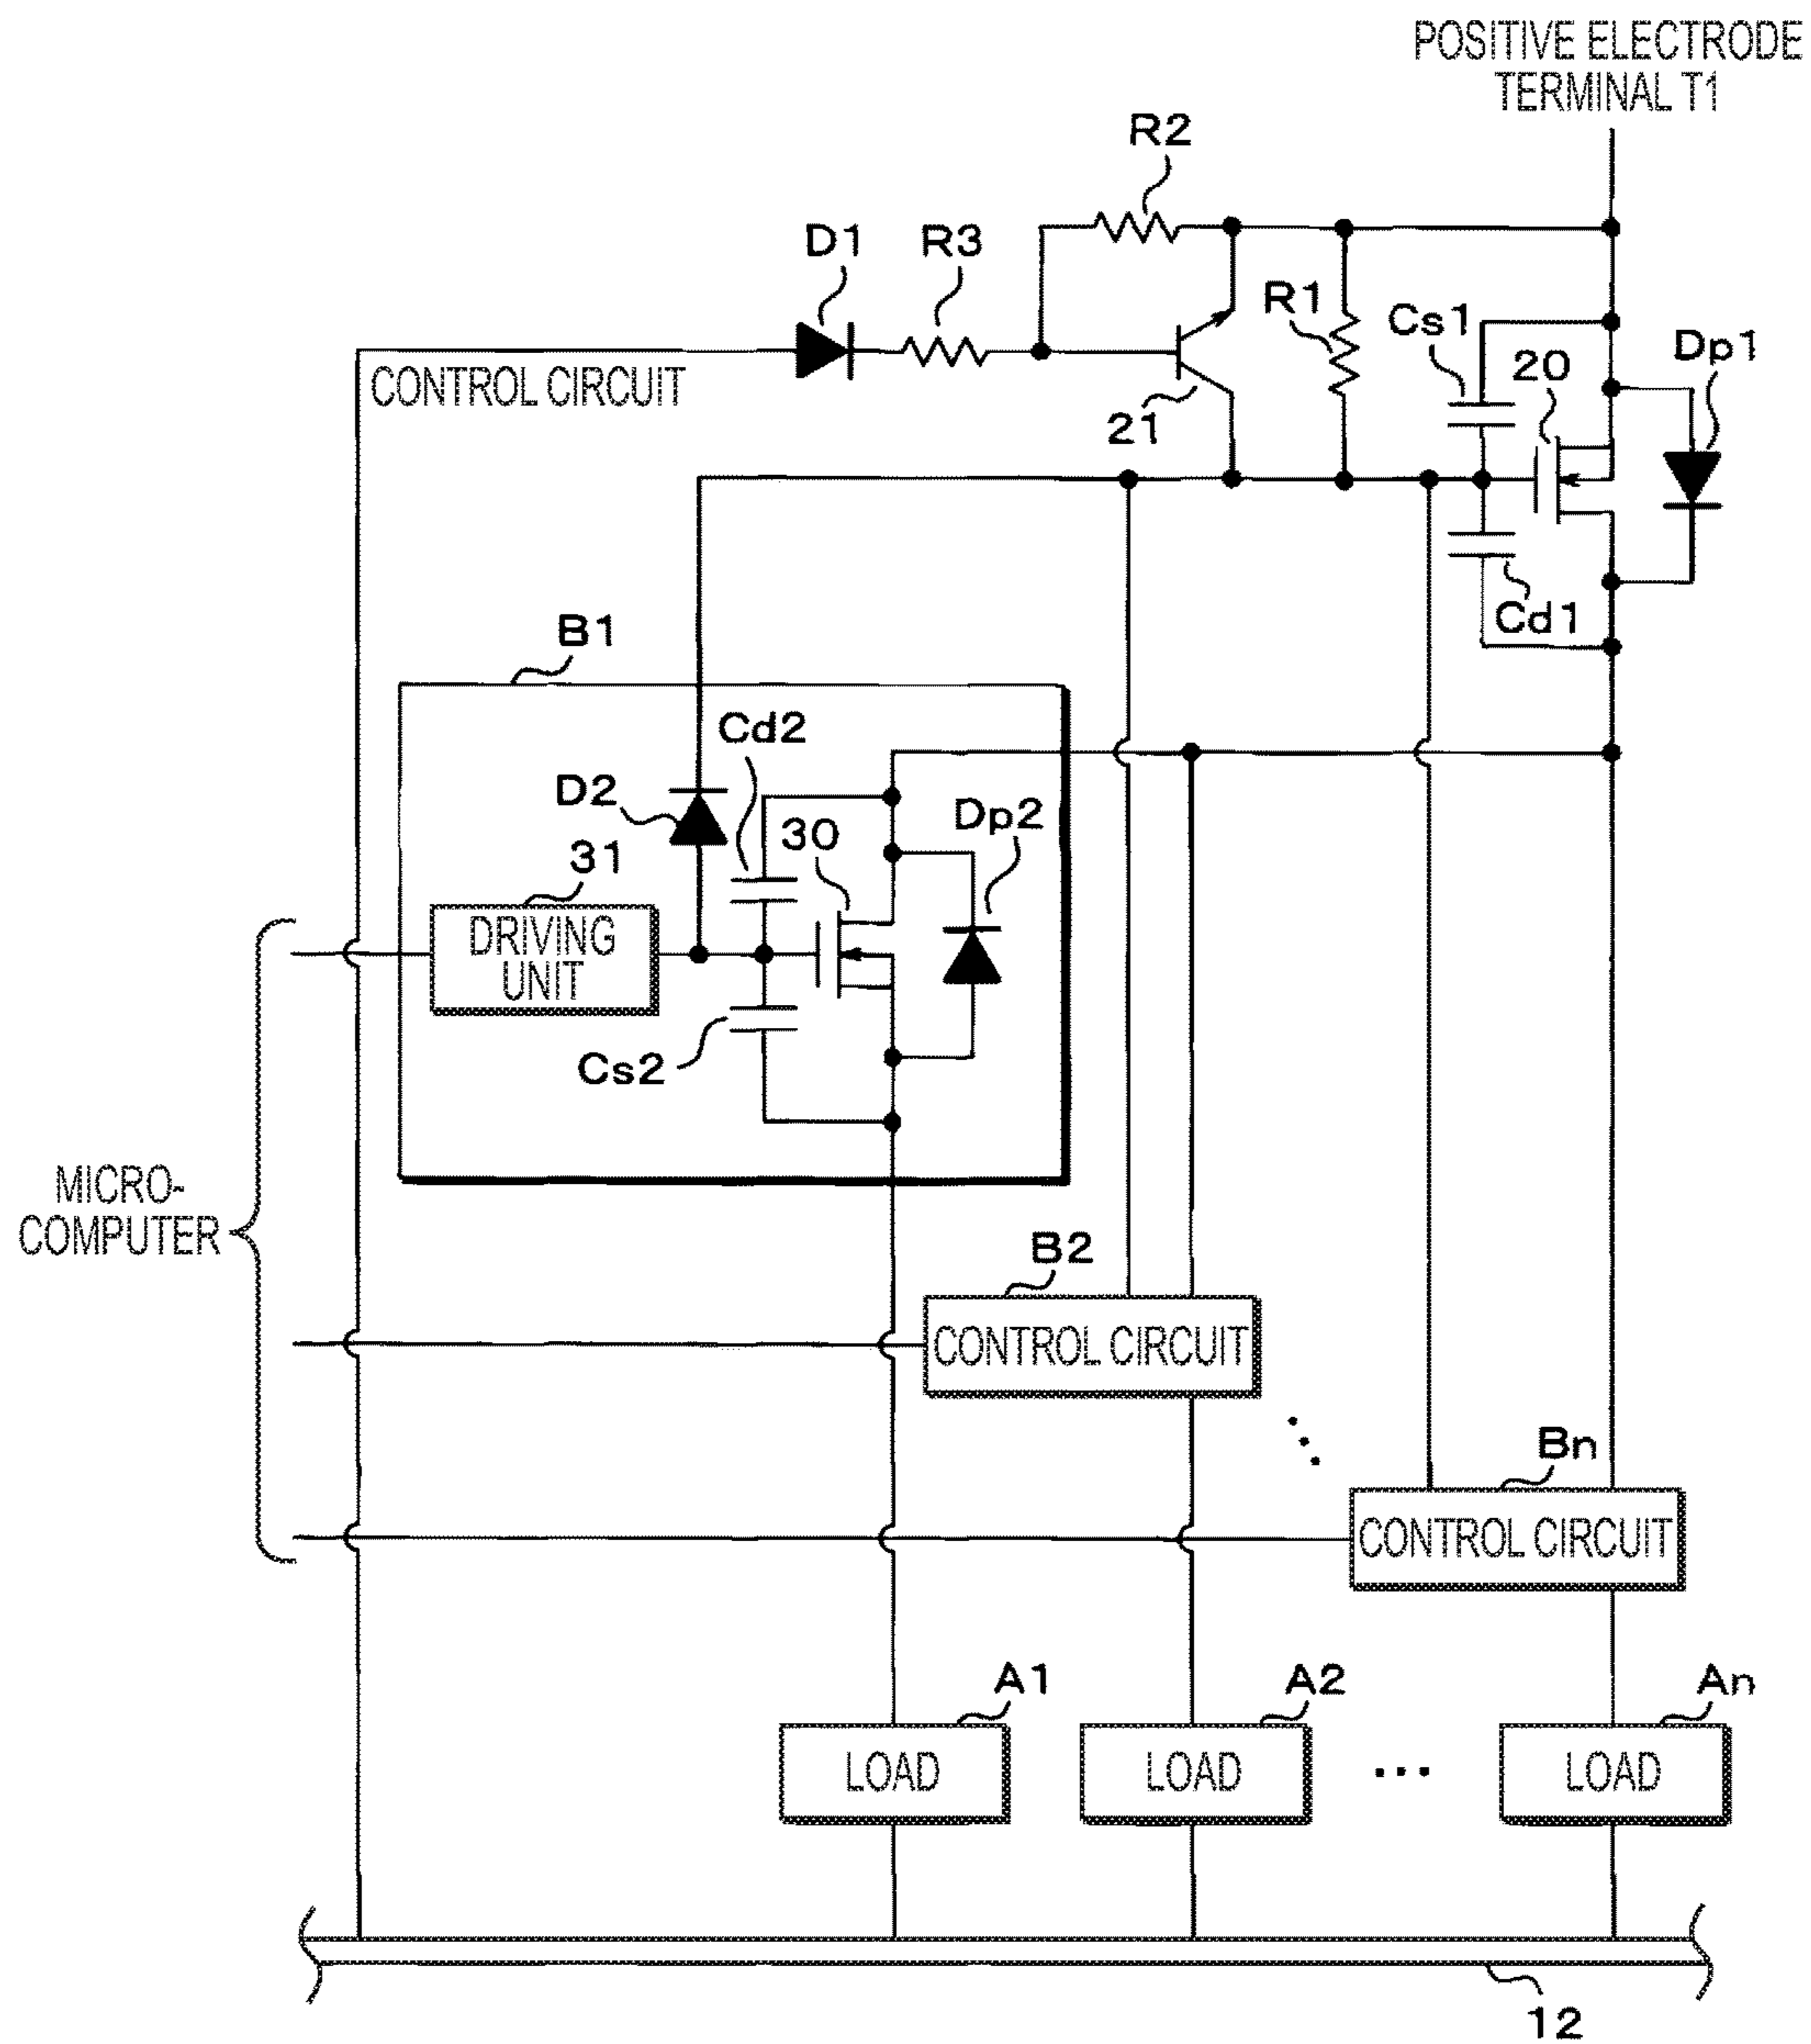 POSITIVE ELECTRODE
TERMINAL T1
R2
D1
R3
R1
Cs1
20
Dp1
CONTROL CIRCUIT
21
Cd1
B1
Cd2
D2
30
Dp2
31
DRIVING
UNIT
Cs2
MICRO-
COMPUTER
B2
CONTROL CIRCUIT
Bn
CONTROL CIRCUIT
A1
A2
An
LOAD
LOAD
...
LOAD
12